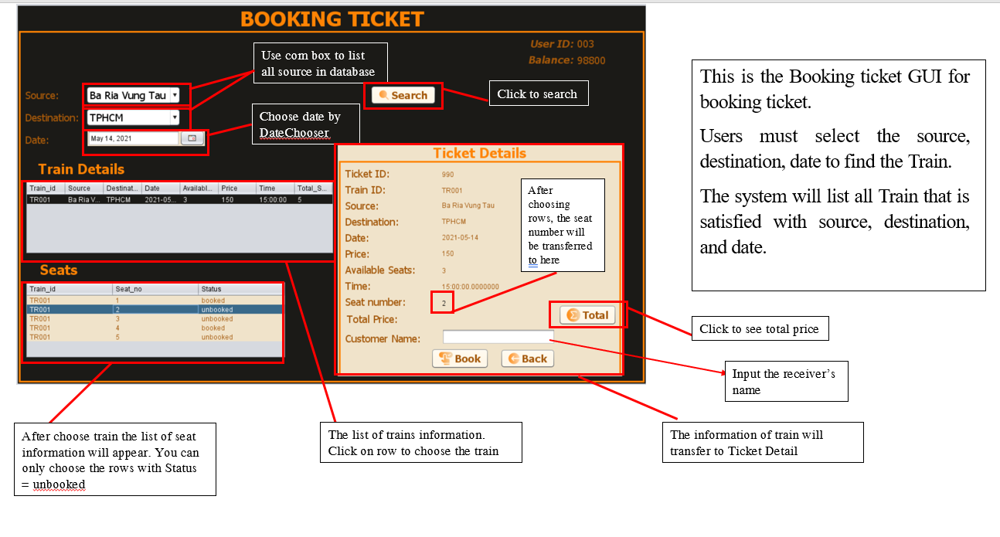 BOOKING TICKET
User ID: 003
Balance: 98800
Use com box to list
all source in database
Source:
Ba Ria Vung Tau
Search
Click to search
Destination:
TPHCM
Choose date by
DateChooser
Date:
May 14, 2021
Train Details
Train_id Source Destinat... Date Availabl... Price Time Total_S...
TR001 Ba Ria V... TPHCM 2021-05... 3 150 15:00:00 5
Seats
Train_id Seat_no Status
TR001 1 booked
TR001 2 unbooked
TR001 3 unbooked
TR001 4 booked
TR001 5 unbooked
Ticket Details
Ticket ID: 990
Train ID: TR001
Source: Ba Ria Vung Tau
Destination: TPHCM
Date: 2021-05-14
Price: 150
Available Seats: 3
Time: 15:00:00.0000000
Seat number: 2
Total Price:
Total
Customer Name:
Book
Back
After
choosing
rows, the seat
number will
be transferred
to here
This is the Booking ticket GUI for
booking ticket.
Users must select the source,
destination, date to find the Train.
The system will list all Train that is
satisfied with source, destination,
and date.
Click to see total price
Input the receiver's
name
After choose train the list of seat
information will appear. You can
only choose the rows with Status
= unbooked
The list of trains information.
Click on row to choose the train
The information of train will
transfer to Ticket Detail